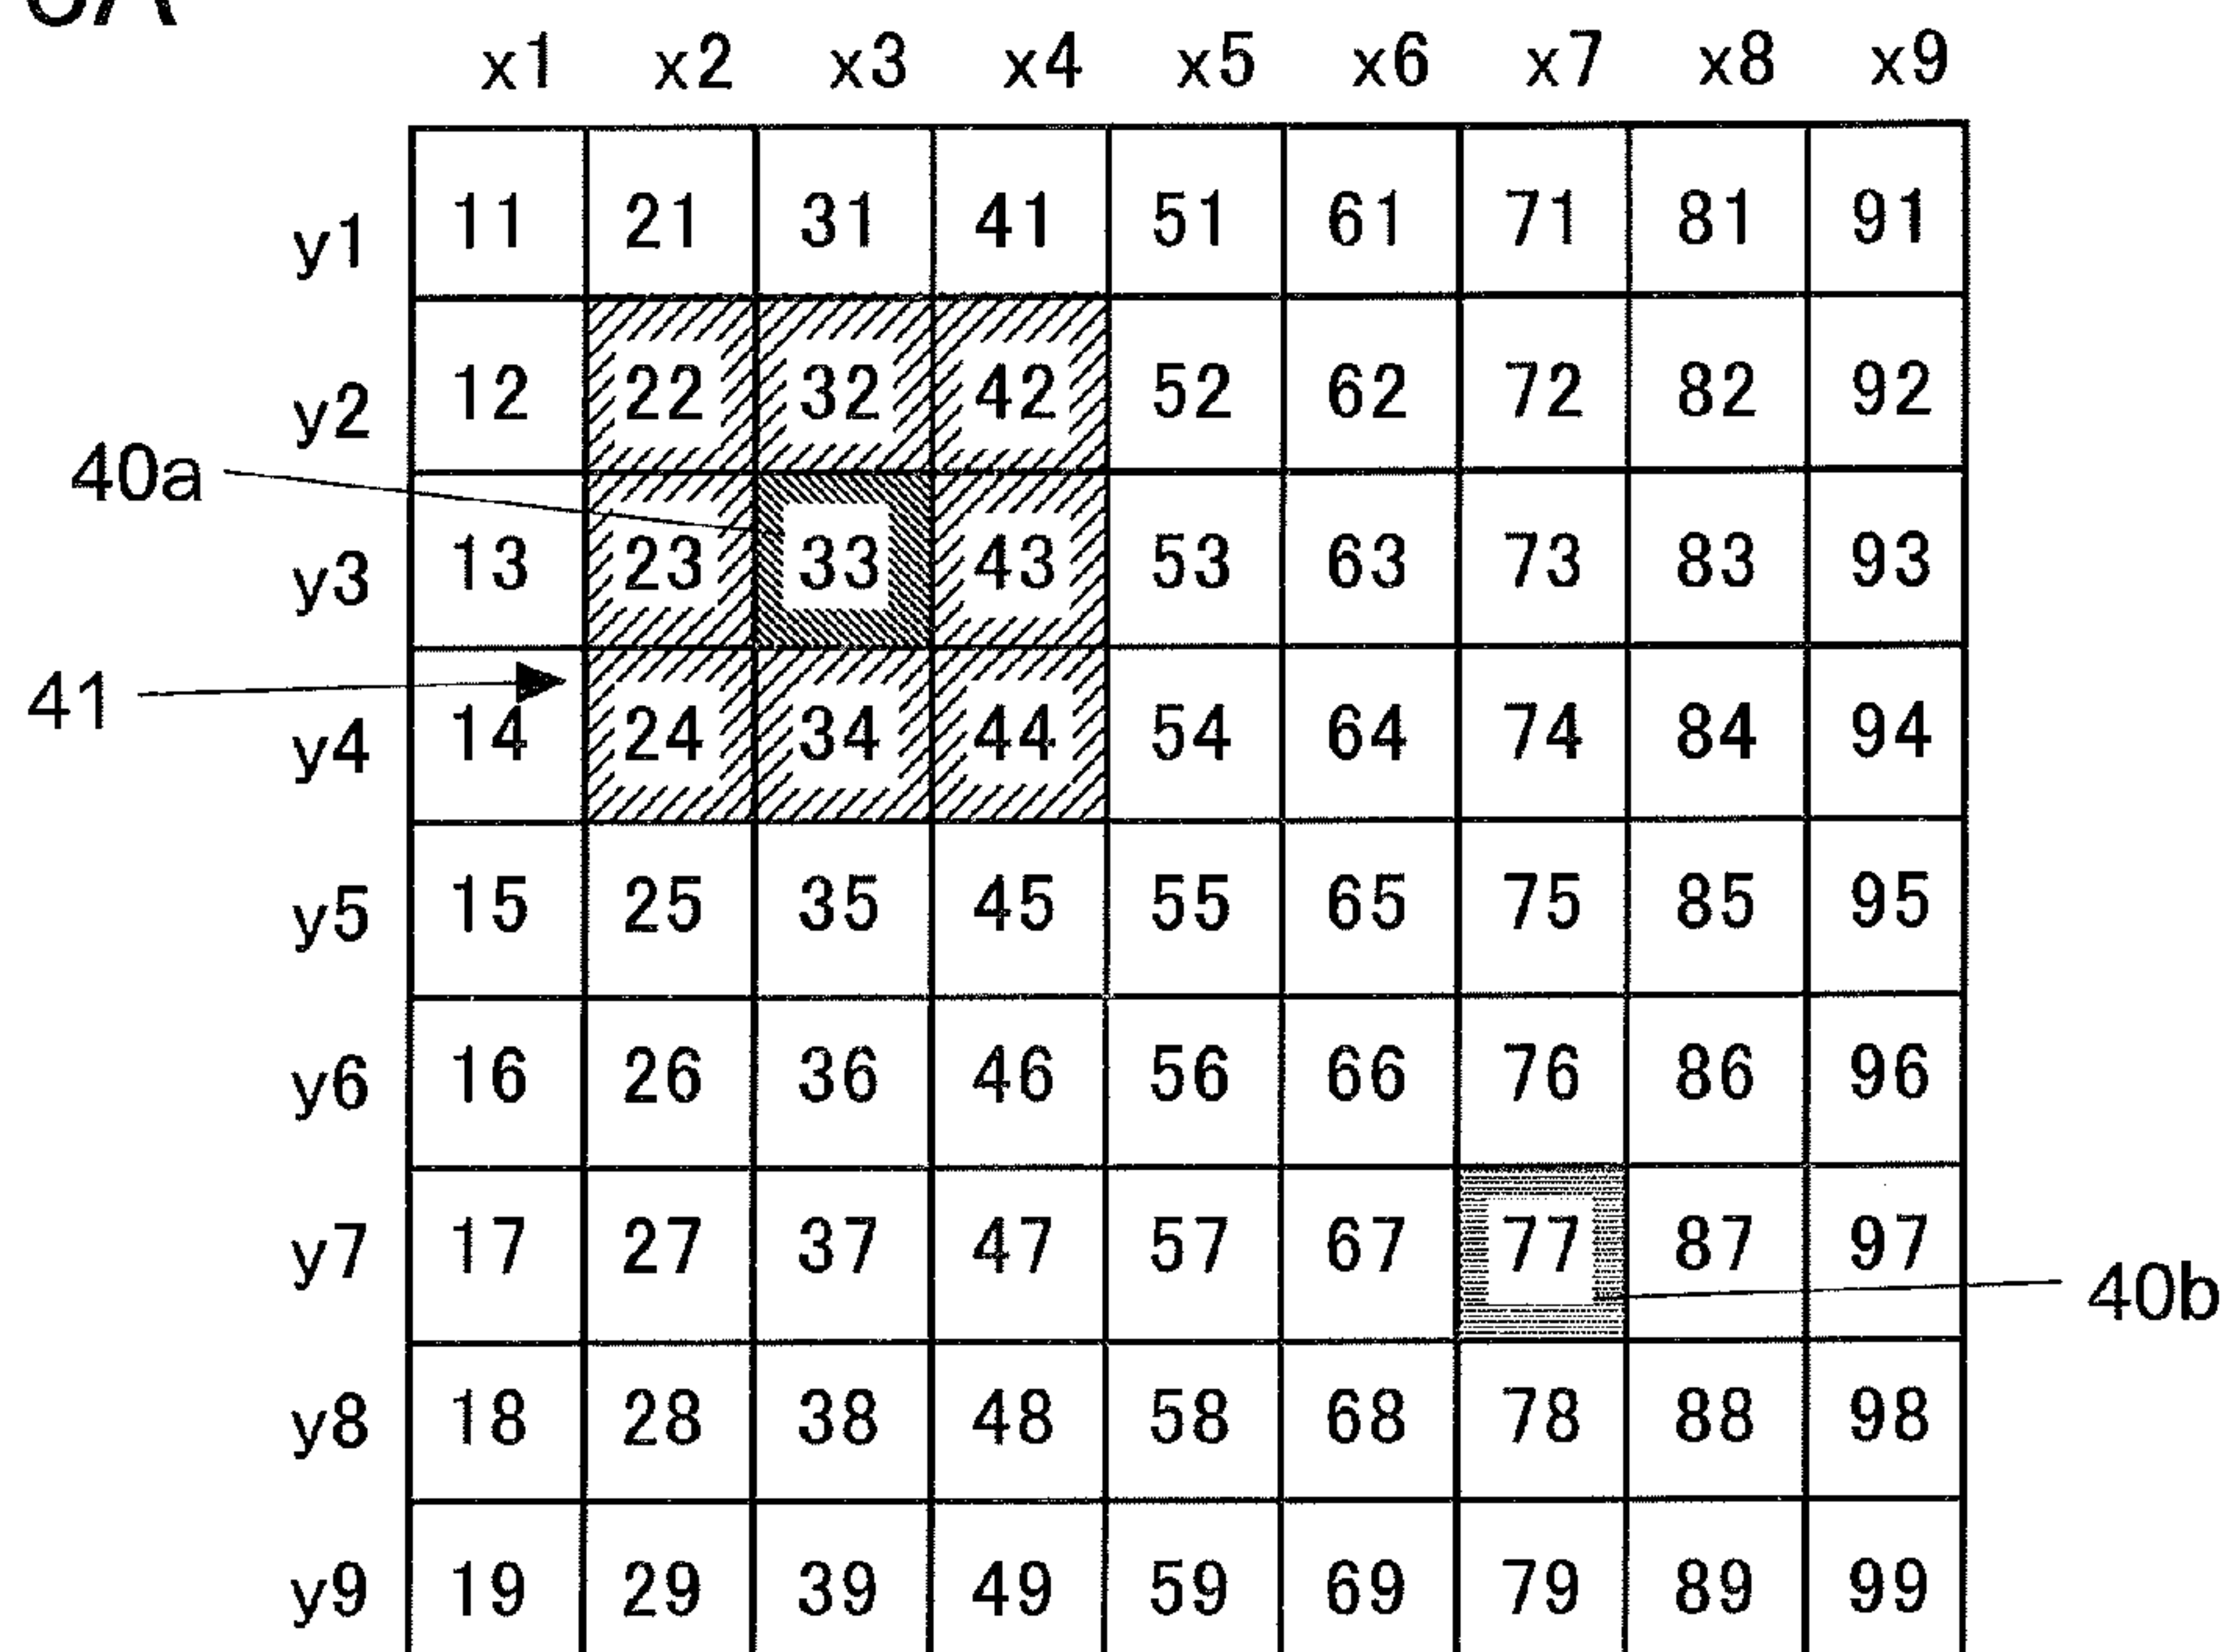 x1 x2 x3 x4 x5 x6 x7 x8 x9
y1 11 21 31 41 51 61 71 81 91
y2 12 22 32 42 52 62 72 82 92
40a
y3 13 23 33 43 53 63 73 83 93
41
y4 14 24 34 44 54 64 74 84 94
y5 15 25 35 45 55 65 75 85 95
y6 16 26 36 46 56 66 76 86 96
y7 17 27 37 47 57 67 77 87 97
40b
y8 18 28 38 48 58 68 78 88 98
y9 19 29 39 49 59 69 79 89 99